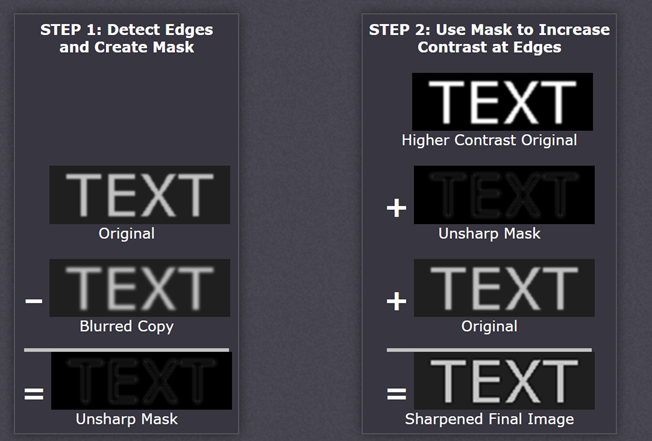 STEP 1: Detect Edges
and Create Mask
TEXT
Original
− TEXT
Blurred Copy
= TEXT
Unsharp Mask
STEP 2: Use Mask to Increase
Contrast at Edges
TEXT
Higher Contrast Original
+ TEXT
Unsharp Mask
+ TEXT
Original
= TEXT
Sharpened Final Image